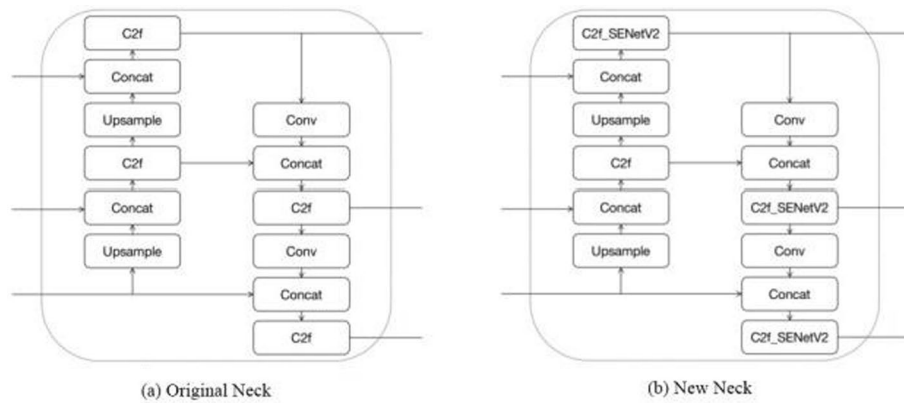 C2f
Concat
Upsample
C2f
Concat
Upsample
Conv
Concat
C2f
Conv
Concat
C2f
(a) Original Neck
C2f_SENetV2
Concat
Upsample
C2f
Concat
Upsample
Conv
Concat
C2f_SENetV2
Conv
Concat
C2f_SENetV2
(b) New Neck